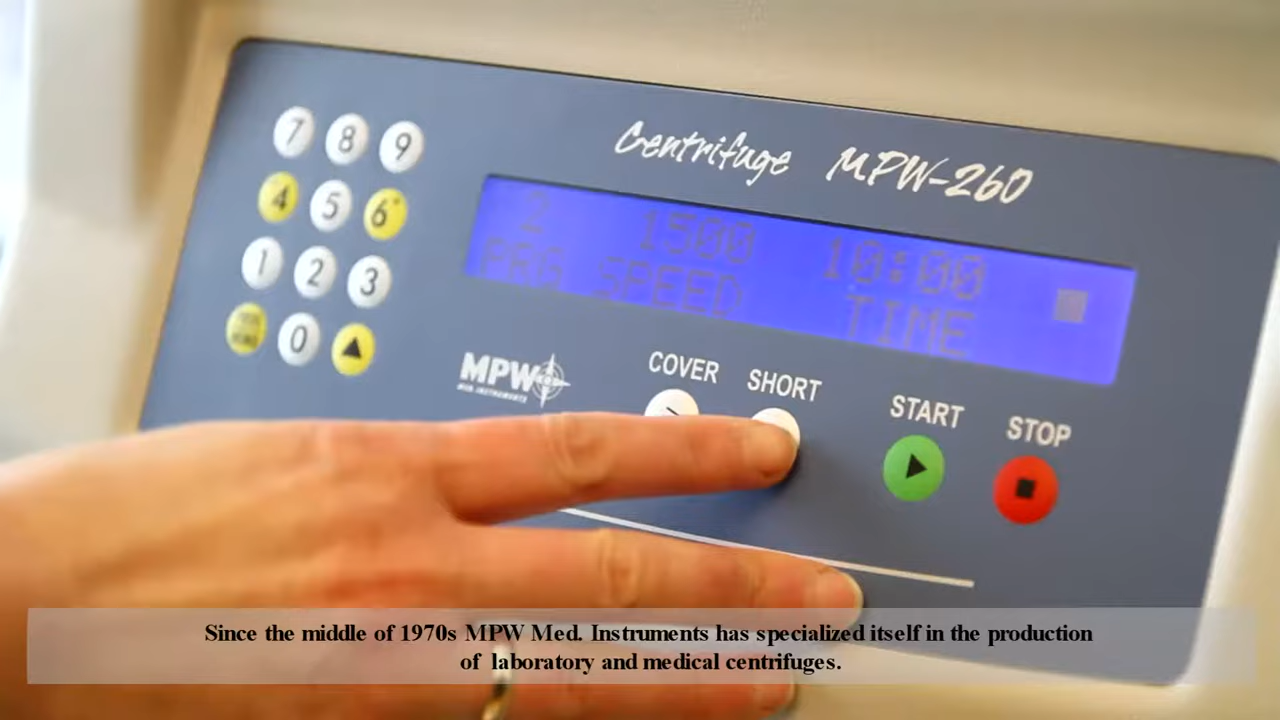 Centrifuge MPW-260
7 8 9
4 5 6
1 2 3
0
2 1500 10:00
PRG SPEED TIME
MPW
MED. INSTRUMENTS
COVER SHORT START STOP
Since the middle of 1970s MPW Med. Instruments has specialized itself in the production
of laboratory and medical centrifuges.